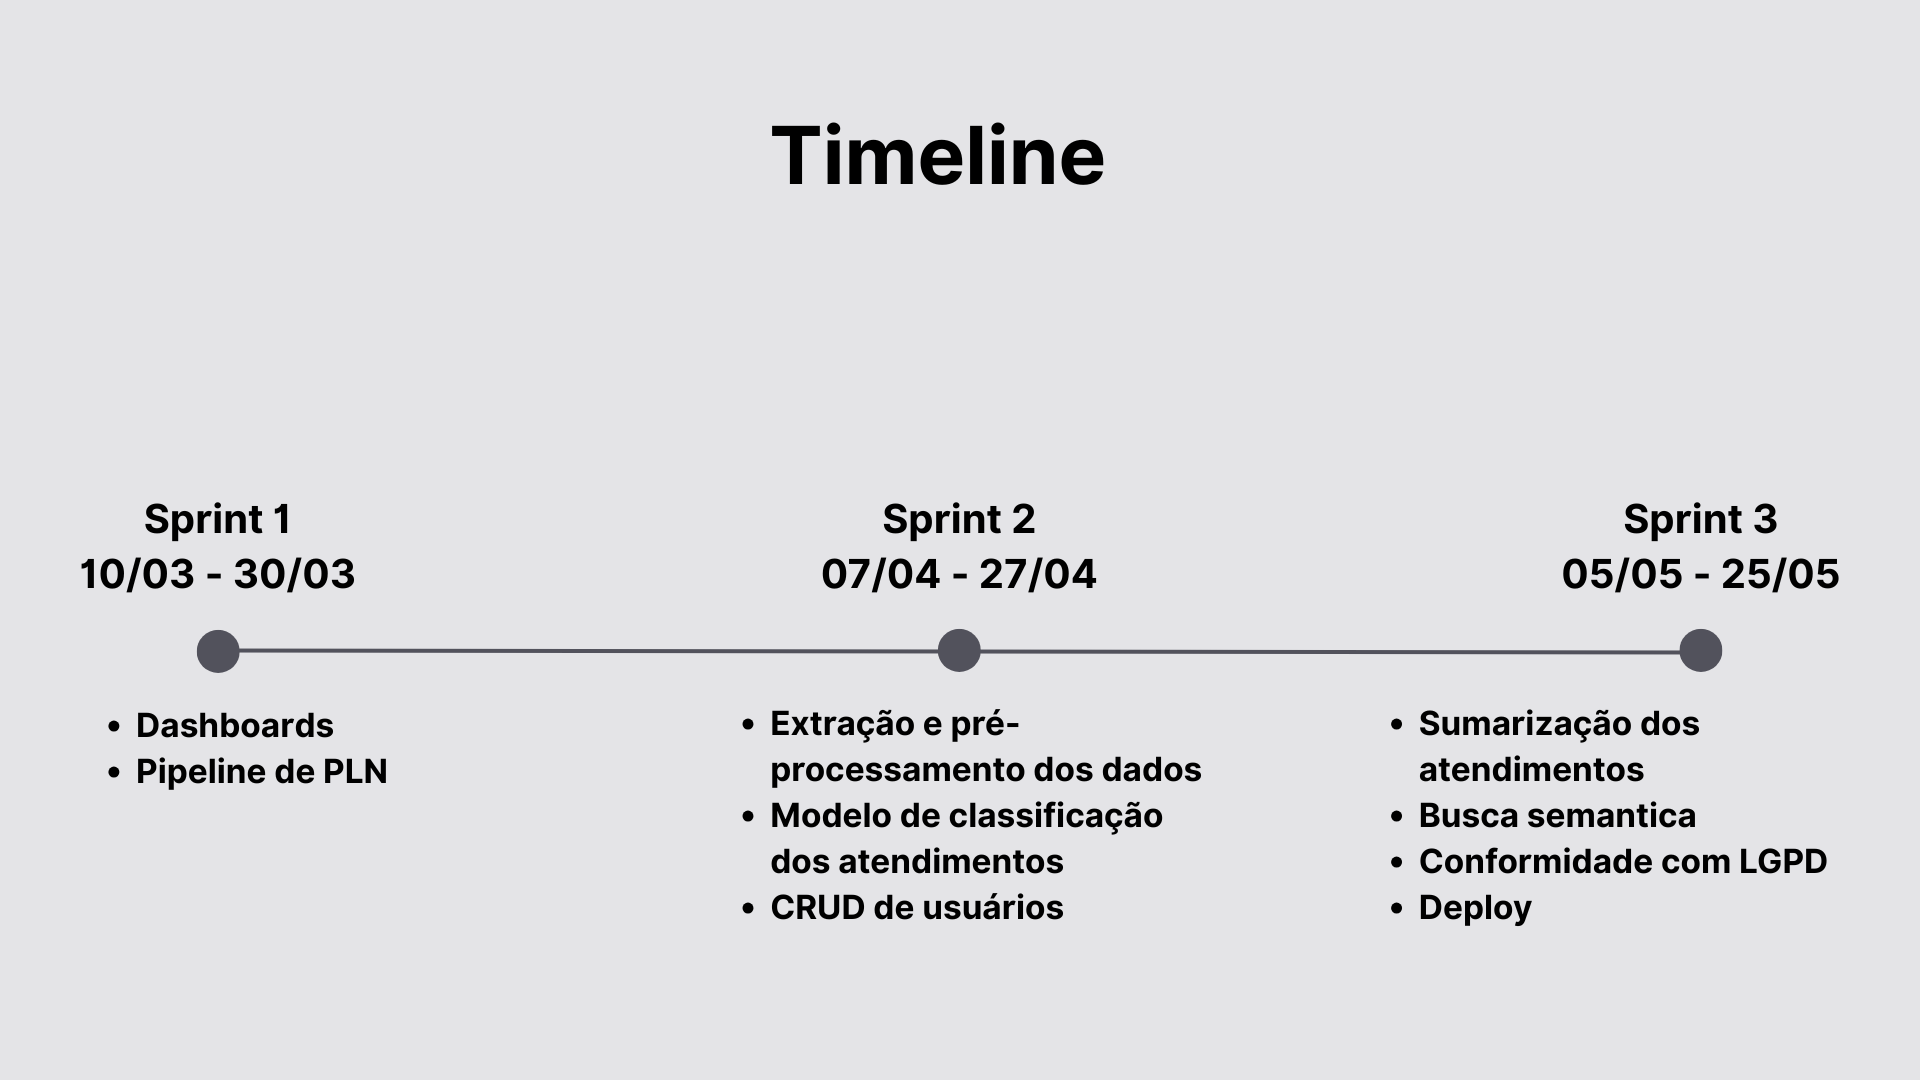 Timeline
Sprint 1
10/03 - 30/03
• Dashboards
• Pipeline de PLN
Sprint 2
07/04 - 27/04
• Extração e pré-
processamento dos dados
• Modelo de classificação
dos atendimentos
• CRUD de usuários
Sprint 3
05/05 - 25/05
• Sumarização dos
atendimentos
• Busca semantica
• Conformidade com LGPD
• Deploy